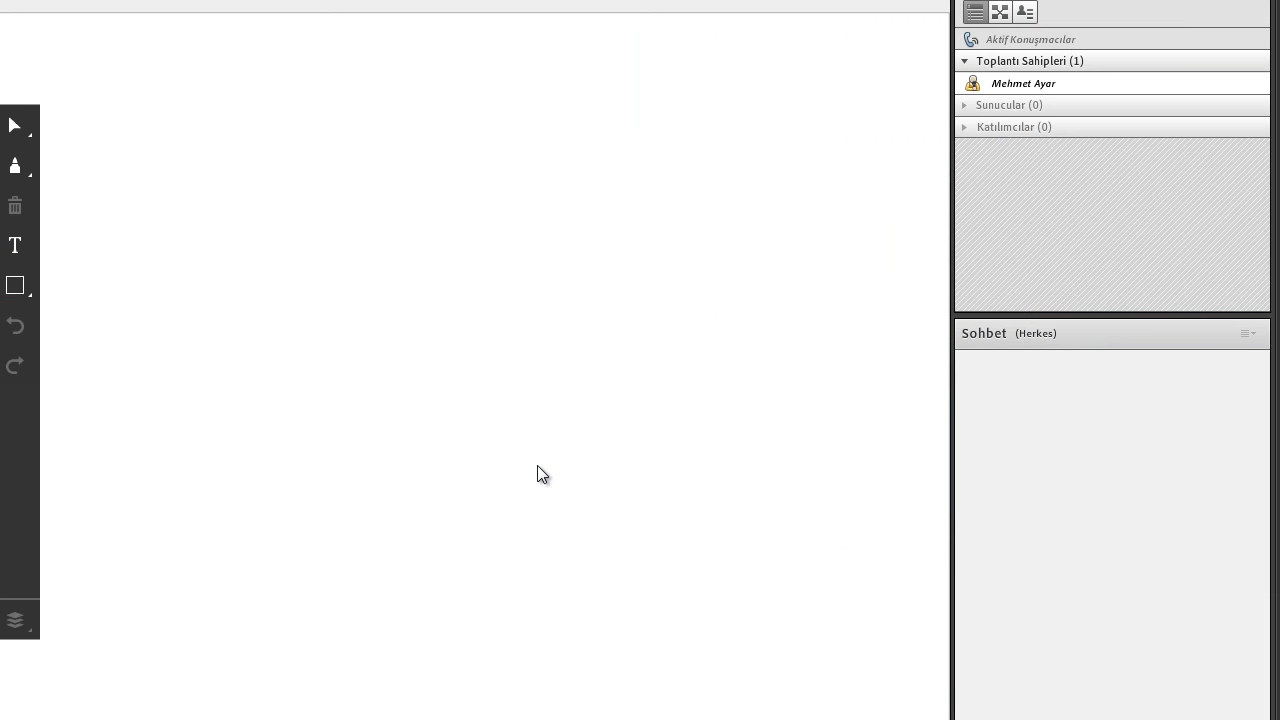 Aktif Konuşmacılar
Toplantı Sahipleri (1)
Mehmet Ayar
Sunucular (0)
Katılımcılar (0)
T
Sohbet (Herkes)